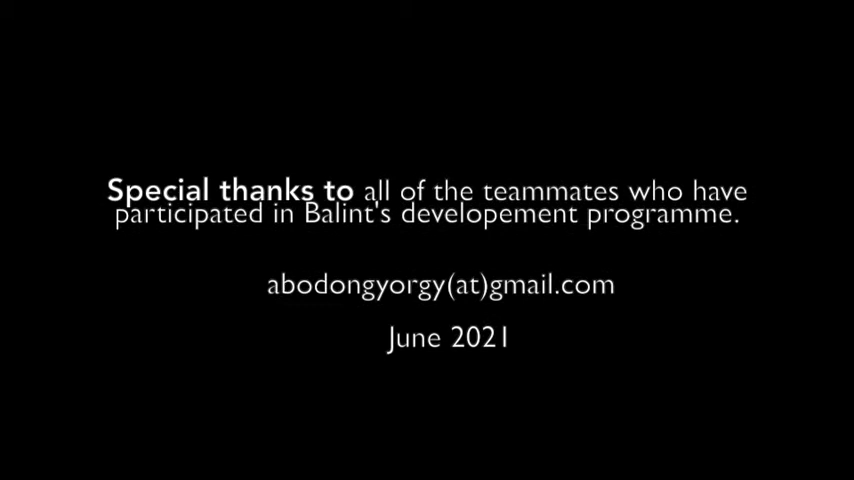 Special thanks to all of the teammates who have
participated in Balint's developement programme.
abodongyorgy(at)gmail.com
June 2021